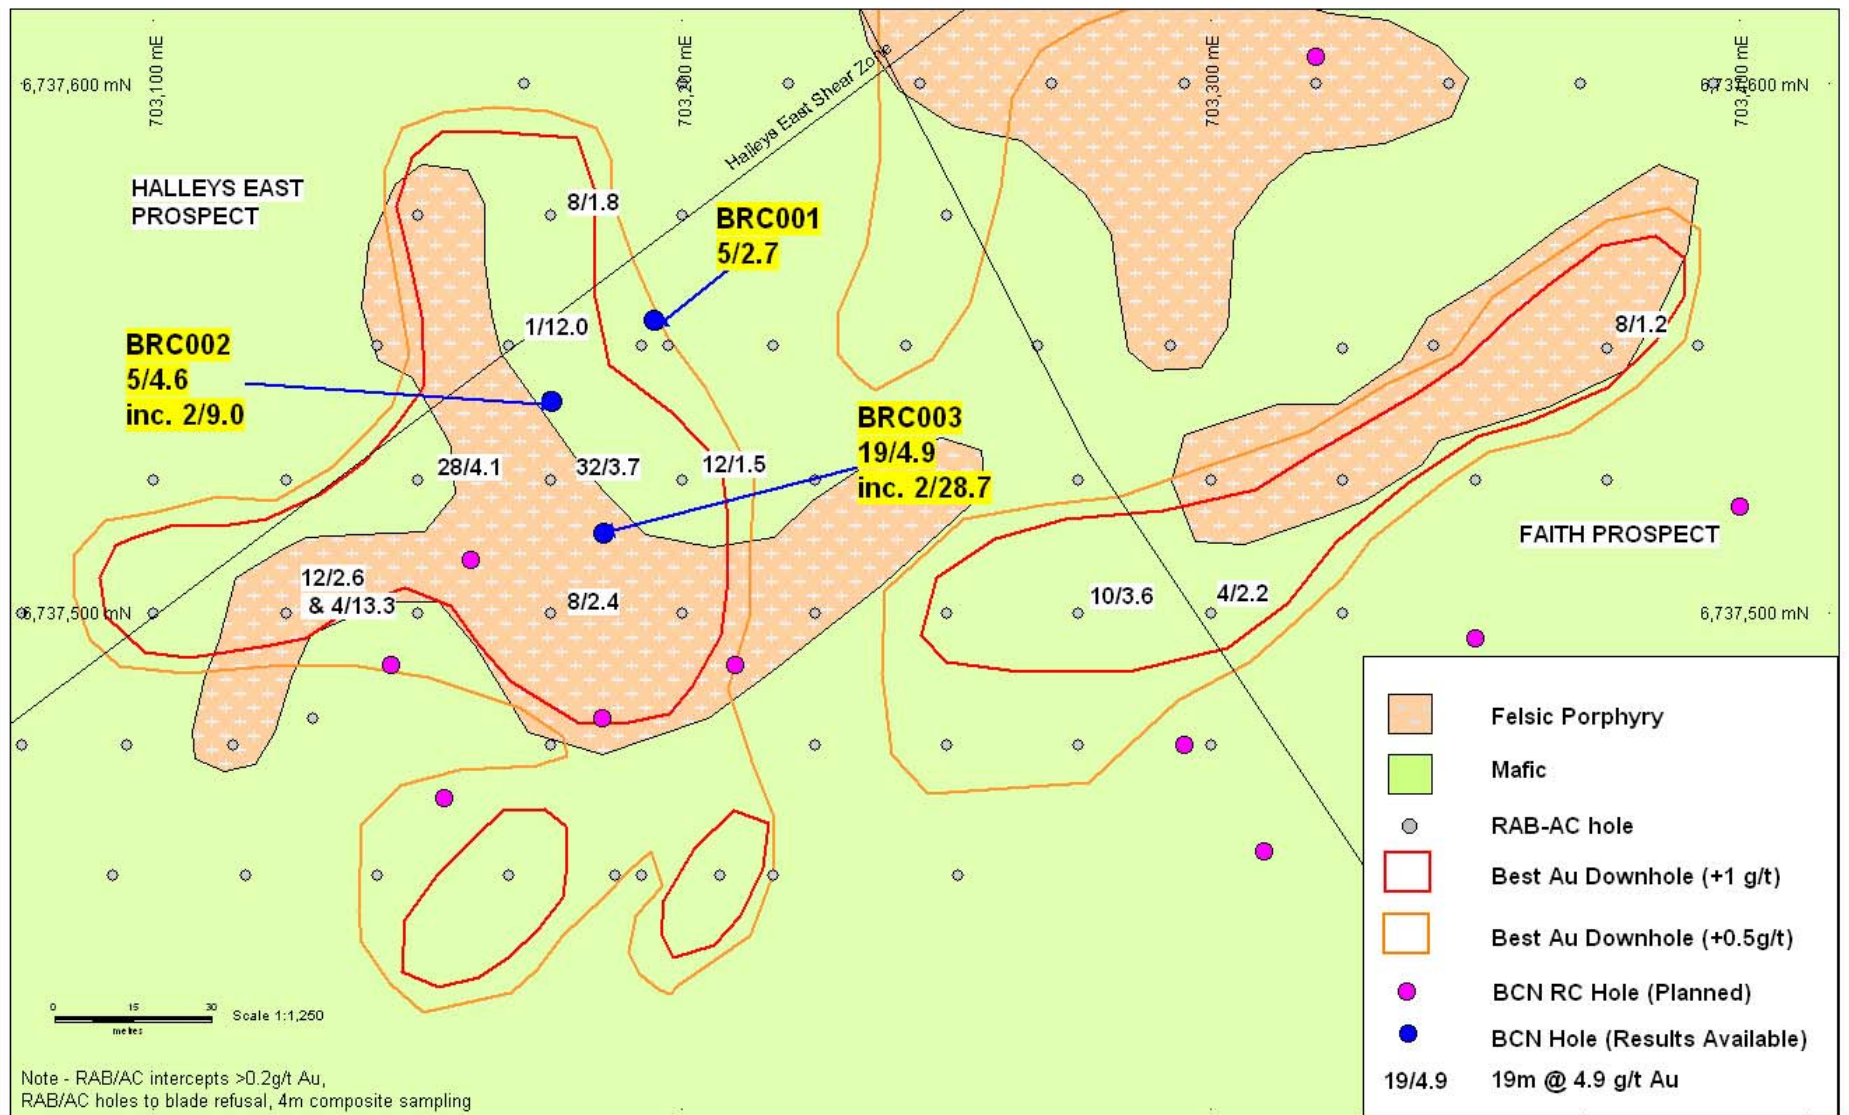 703,100 mE
703,200 mE
703,300 mE
703,400 mE
6,737,600 mN
6,737,600 mN
Halleys East Shear Zone
HALLEYS EAST
PROSPECT
8/1.8
BRC001
5/2.7
1/12.0
8/1.2
BRC002
5/4.6
inc. 2/9.0
BRC003
19/4.9
inc. 2/28.7
28/4.1
32/3.7
12/1.5
FAITH PROSPECT
12/2.6
& 4/13.3
8/2.4
10/3.6
4/2.2
6,737,500 mN
6,737,500 mN
Felsic Porphyry
Mafic
RAB-AC hole
Best Au Downhole (+1 g/t)
Best Au Downhole (+0.5g/t)
BCN RC Hole (Planned)
BCN Hole (Results Available)
19/4.9 19m @ 4.9 g/t Au
0 15 30
metres
Scale 1:1,250
Note - RAB/AC intercepts >0.2g/t Au,
RAB/AC holes to blade refusal, 4m composite sampling